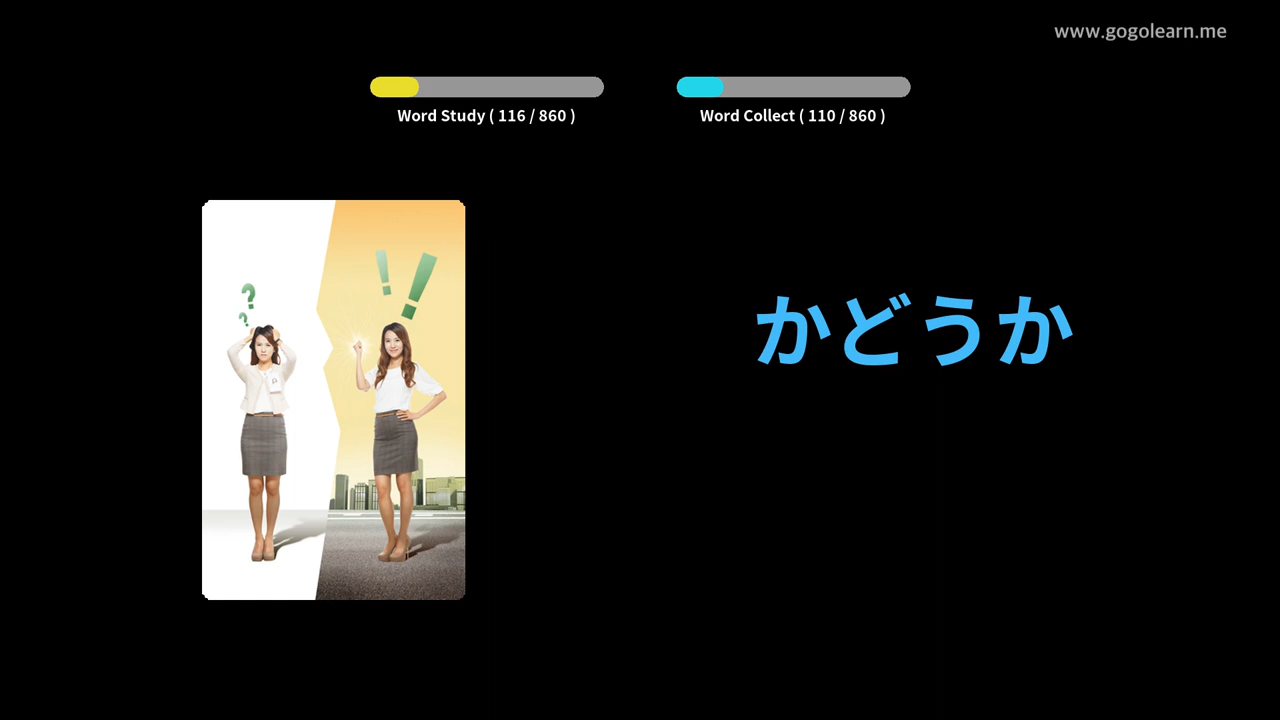 www.gogolearn.me
Word Study ( 116 / 860 )
Word Collect ( 110 / 860 )
? ?
! !
かどうか